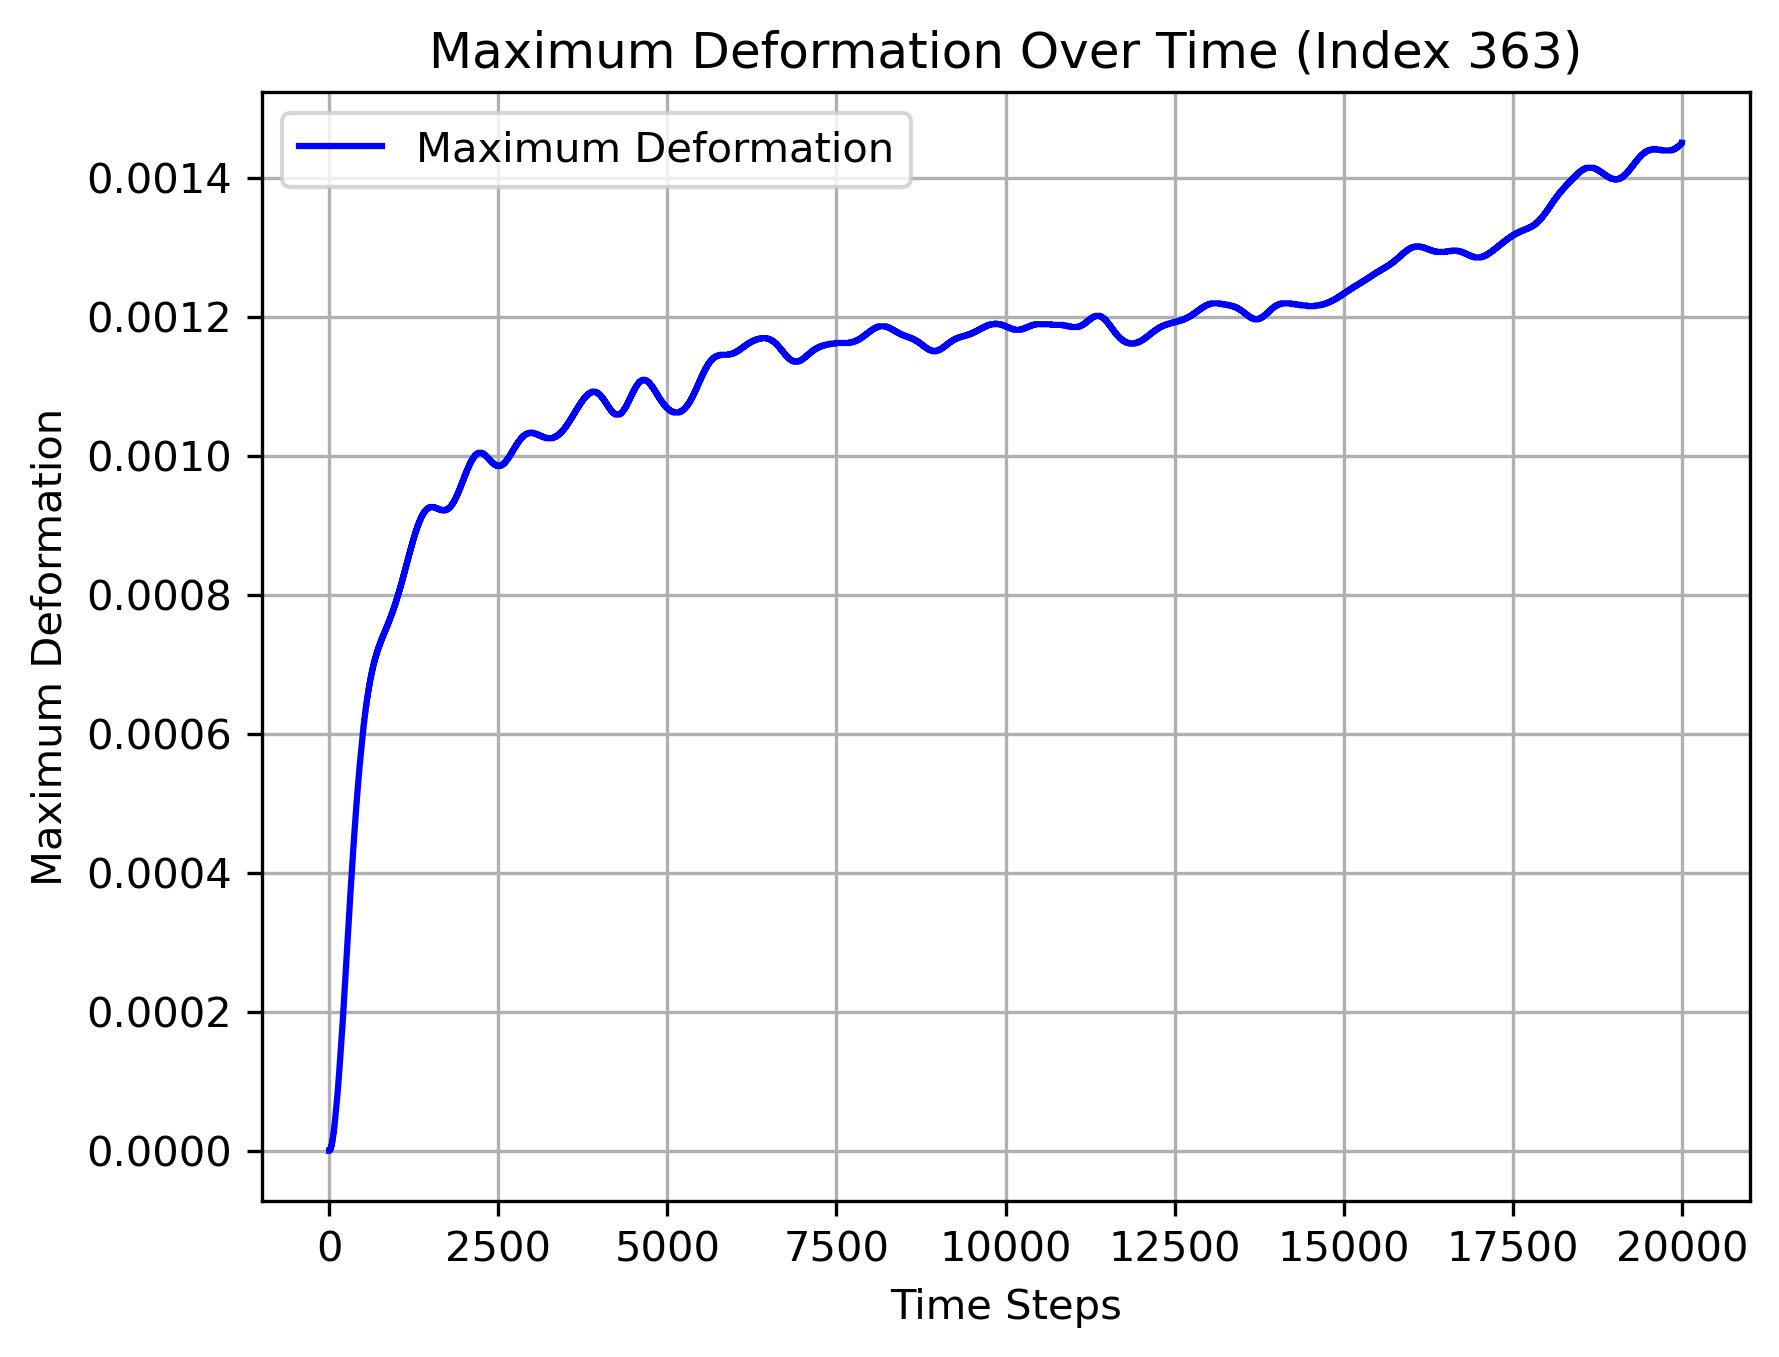 Maximum Deformation Over Time (Index 363)
Maximum Deformation
0.0014
0.0012
0.0010
0.0008
0.0006
0.0004
0.0002
0.0000
Maximum Deformation
0 2500 5000 7500 10000 12500 15000 17500 20000
Time Steps